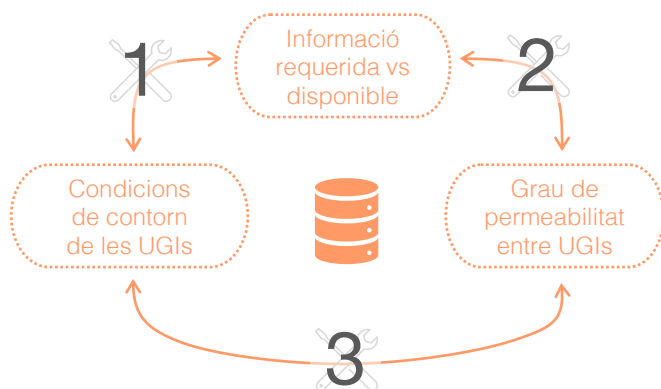 Informació
requerida vs
disponible
1
2
Condicions
de contorn
de les UGIs
Grau de
permeabilitat
entre UGIs
3